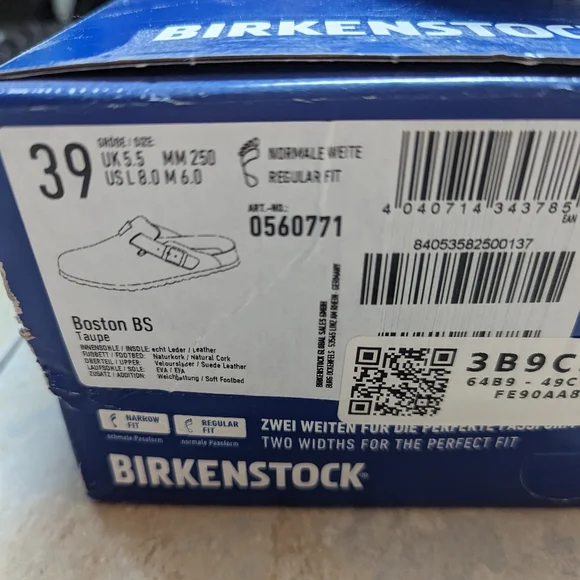 BIRKENSTOC
39
GRÖßE / SIZE:
UK 5.5 MM 250
US L 8.0 M 6.0
NORMALE WEITE
REGULAR FIT
ART.-NO.:
0560771
4 040714 343785
EAN
84053582500137
Boston BS
Taupe
INNENSOHLE / INSOLE: echt Leder / Leather
FUßBETT / FOOTBED: Naturkork / Natural Cork
OBERTEIL / UPPER: Veloursleder / Suede Leather
LAUFSOHLE / SOLE: EVA / EVA
ZUSATZ / ADDITION: Weichbettung / Soft Footbed
3B9C
64B9 - 49C
FE90AA8
NARROW FIT
schmale Passform
REGULAR FIT
normale Passform
ZWEI WEITEN FÜR DIE PERFEKTE PASSFORM
TWO WIDTHS FOR THE PERFECT FIT
BIRKENSTOCK